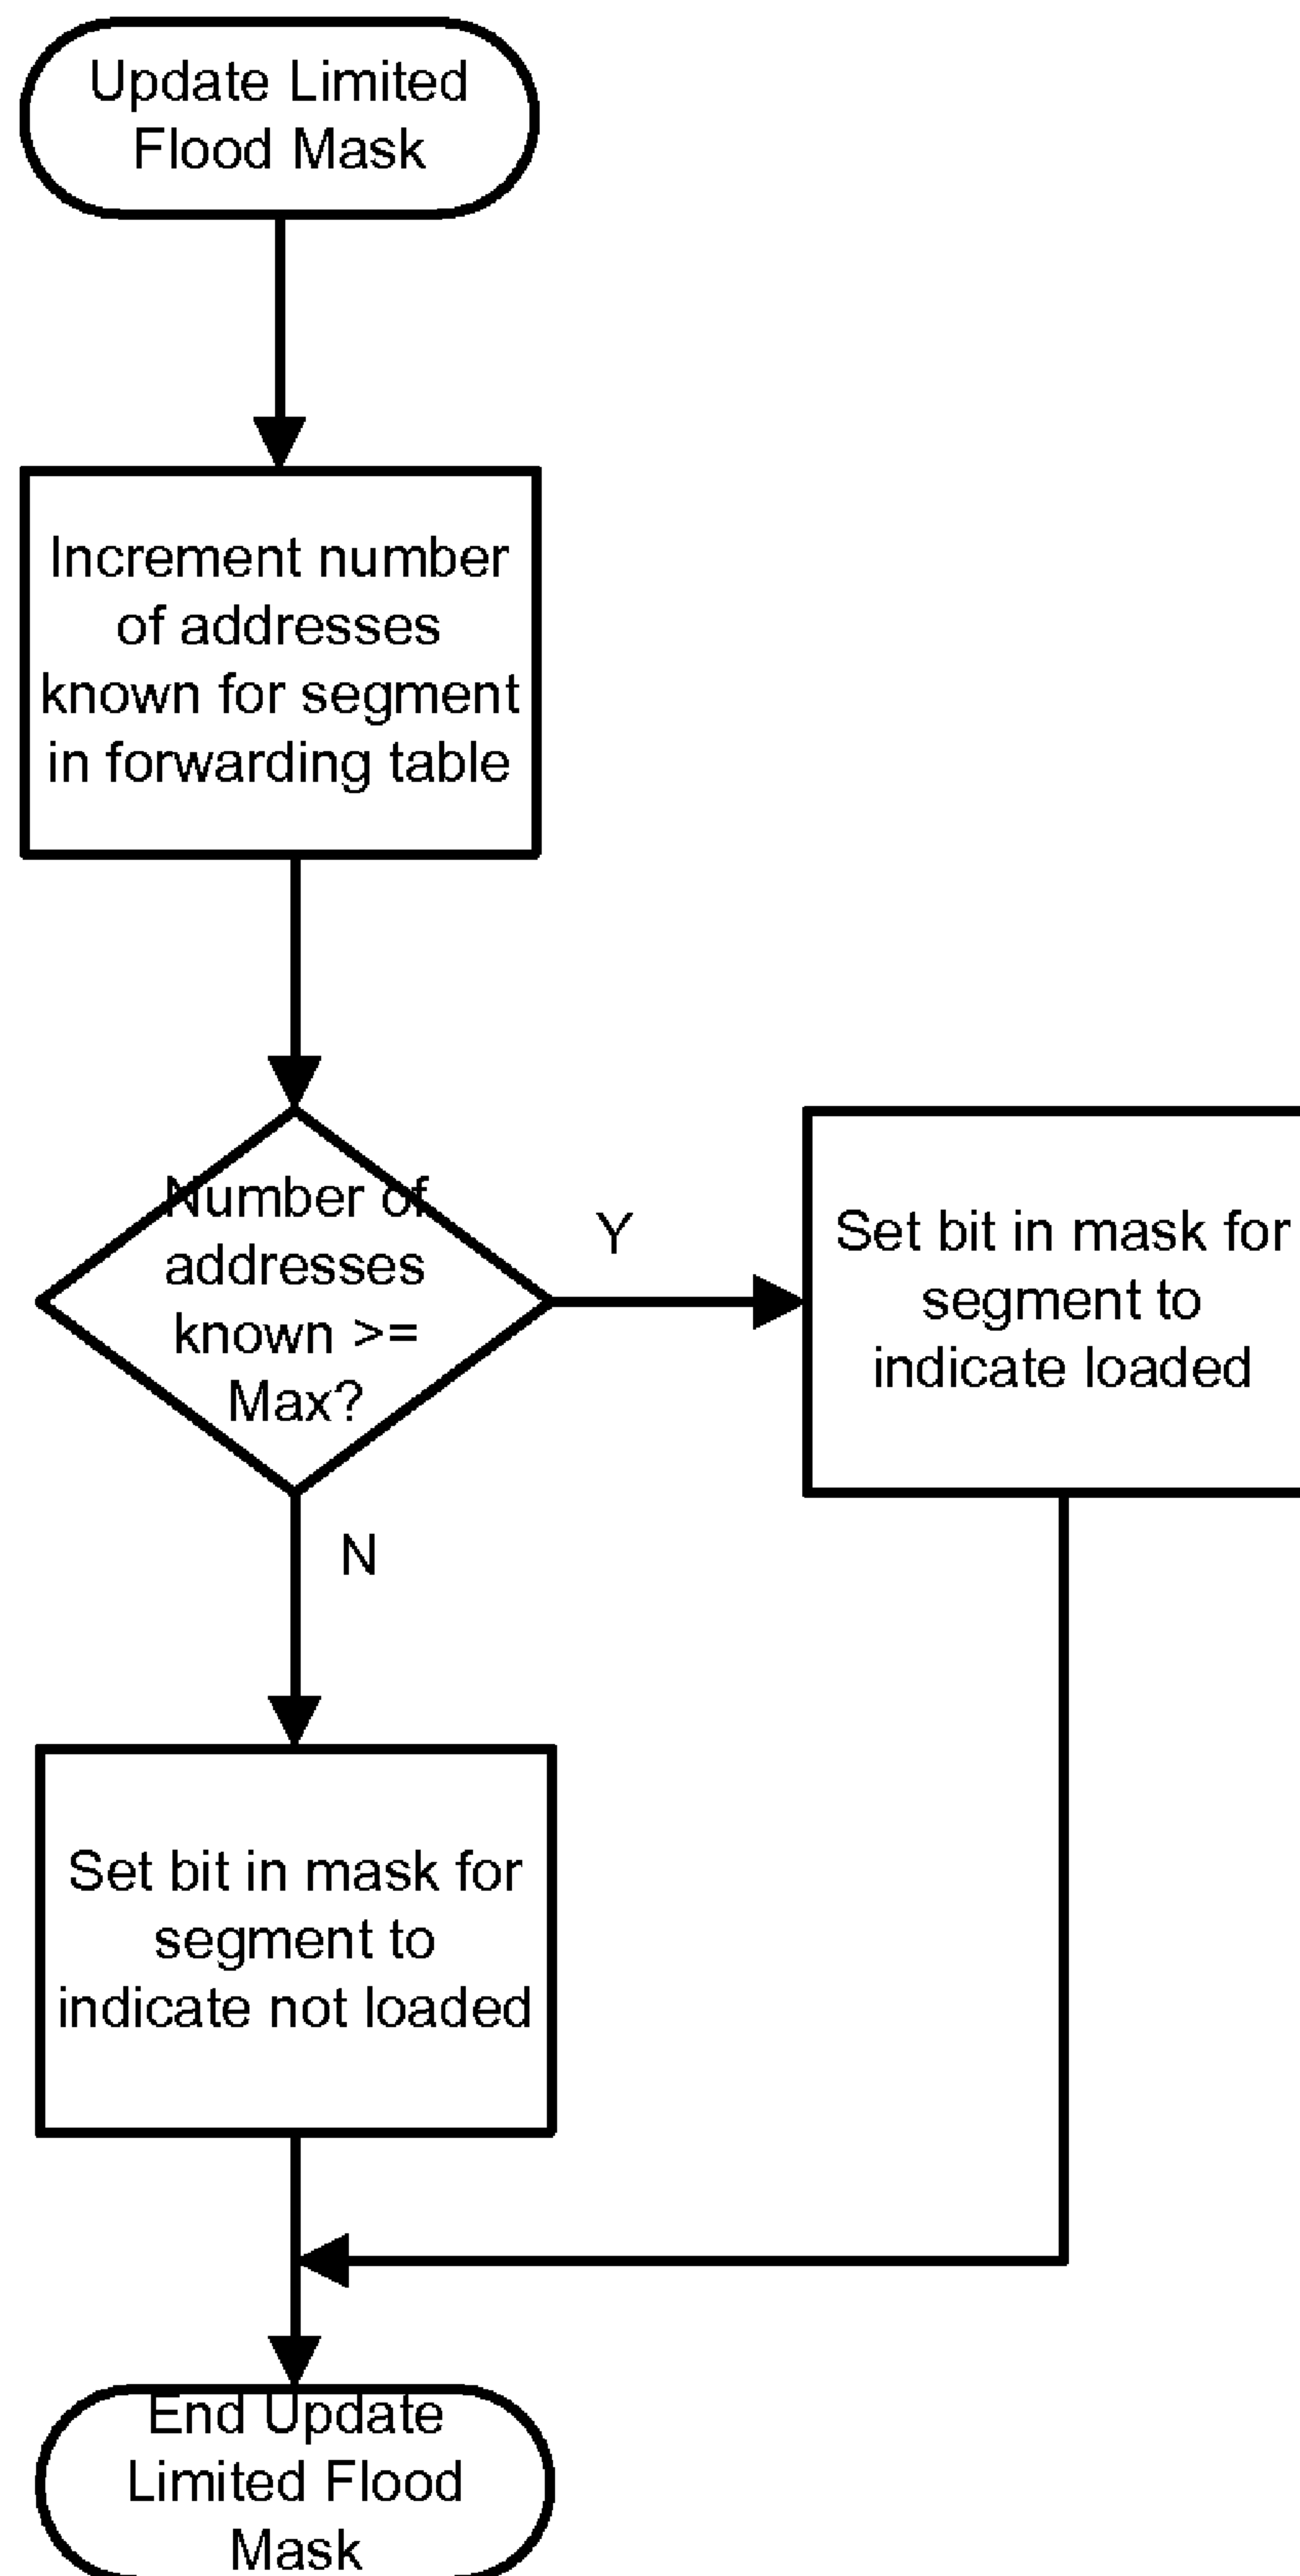 Update Limited
Flood Mask
Increment number
of addresses
known for segment
in forwarding table
Number of
addresses
known >=
Max?
Y
Set bit in mask for
segment to
indicate loaded
N
Set bit in mask for
segment to
indicate not loaded
End Update
Limited Flood
Mask